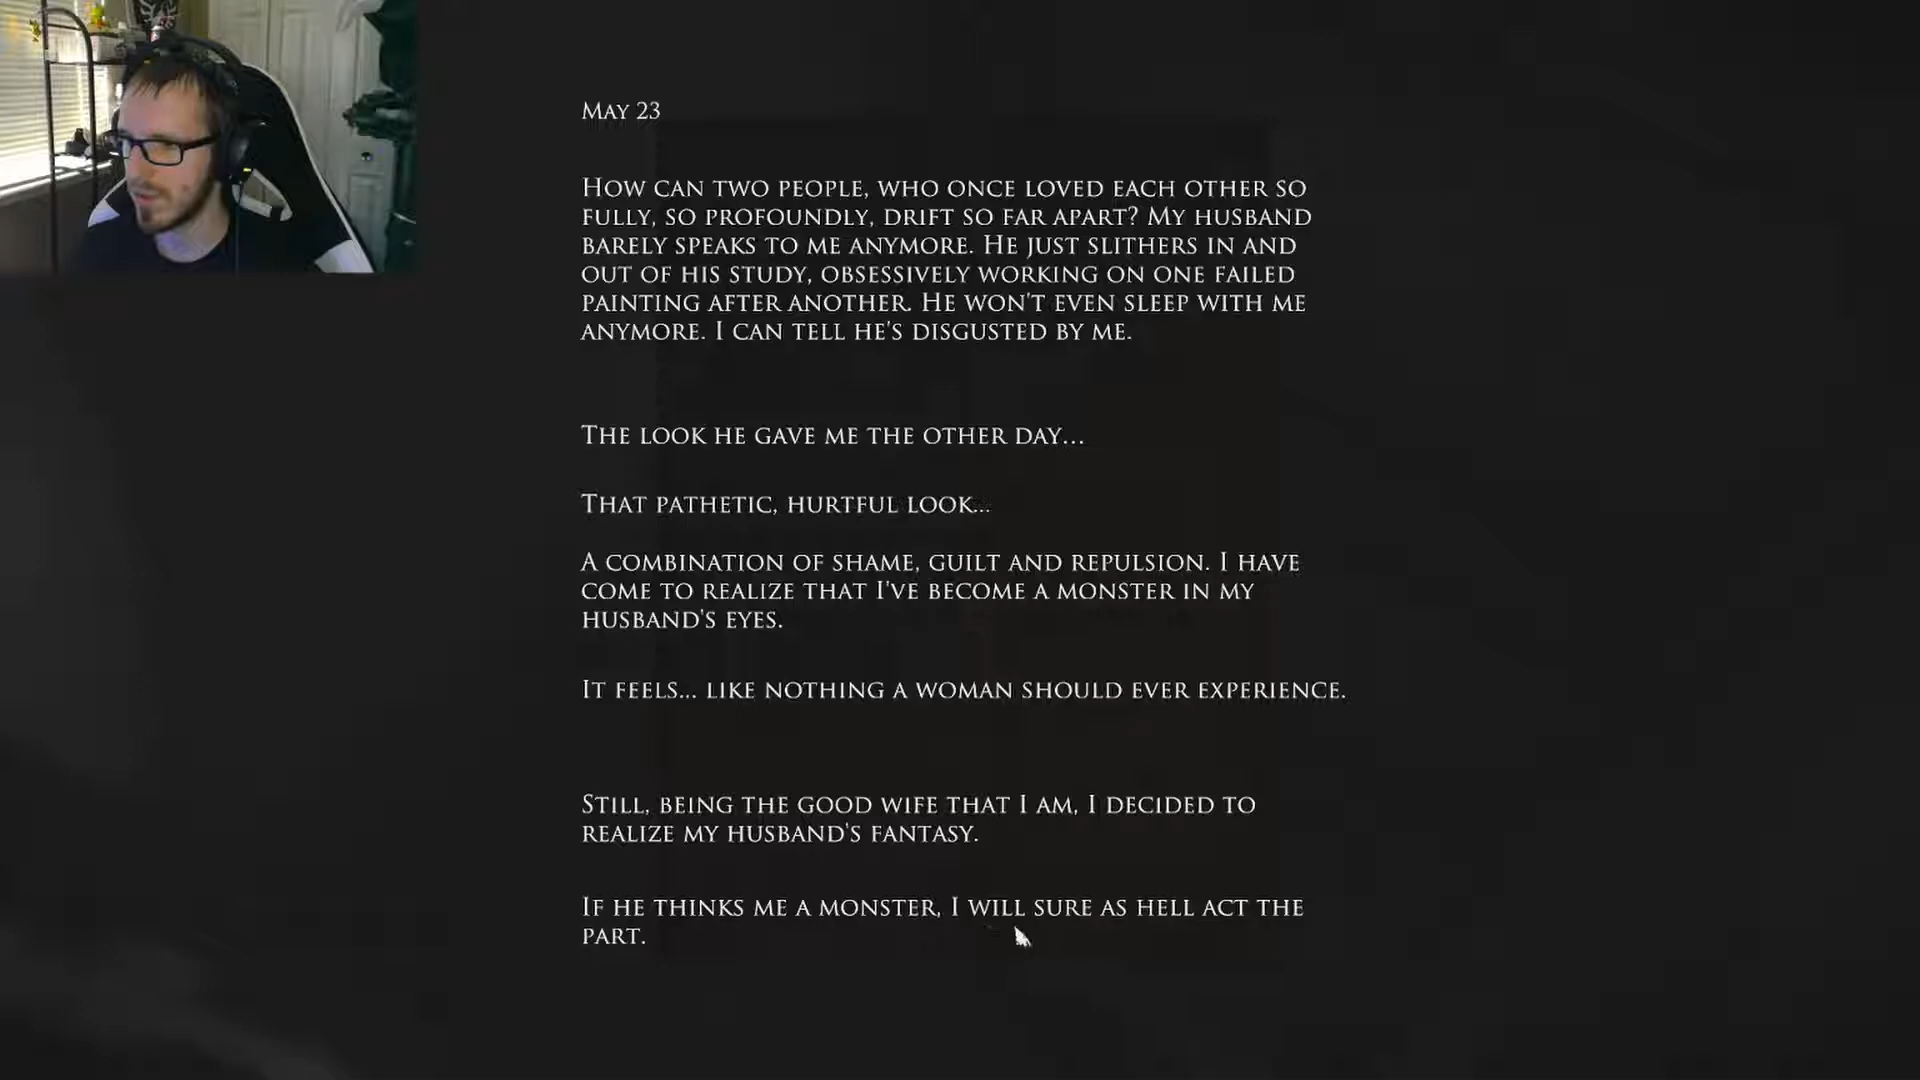 May 23
How can two people, who once loved each other so
fully, so profoundly, drift so far apart? My husband
barely speaks to me anymore. He just slithers in and
out of his study, obsessively working on one failed
painting after another. He won't even sleep with me
anymore. I can tell he's disgusted by me.
The look he gave me the other day...
That pathetic, hurtful look...
A combination of shame, guilt and repulsion. I have
come to realize that I've become a monster in my
husband's eyes.
It feels... like nothing a woman should ever experience.
Still, being the good wife that I am, I decided to
realize my husband's fantasy.
If he thinks me a monster, I will sure as hell act the
part.